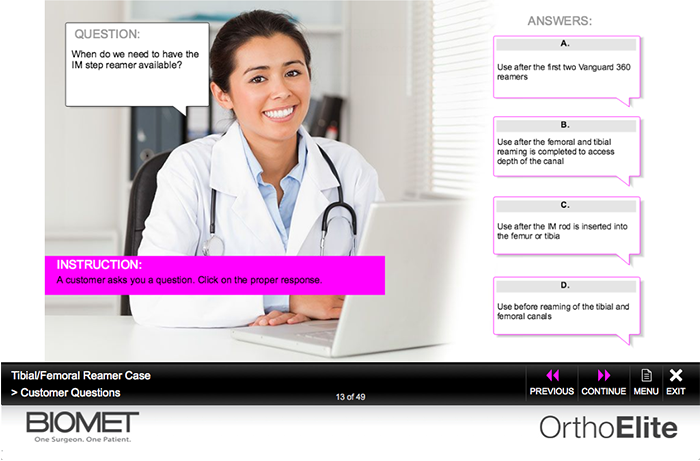 QUESTION:
When do we need to have the
IM step reamer available?
ANSWERS:
A.
Use after the first two Vanguard 360
reamers
B.
Use after the femoral and tibial
reaming is completed to access
depth of the canal
C.
Use after the IM rod is inserted into
the femur or tibia
D.
Use before reaming of the tibial and
femoral canals
INSTRUCTION:
A customer asks you a question. Click on the proper response.
Tibial/Femoral Reamer Case
> Customer Questions
13 of 49
PREVIOUS
CONTINUE
MENU
EXIT
BIOMET
One Surgeon. One Patient.
OrthoElite